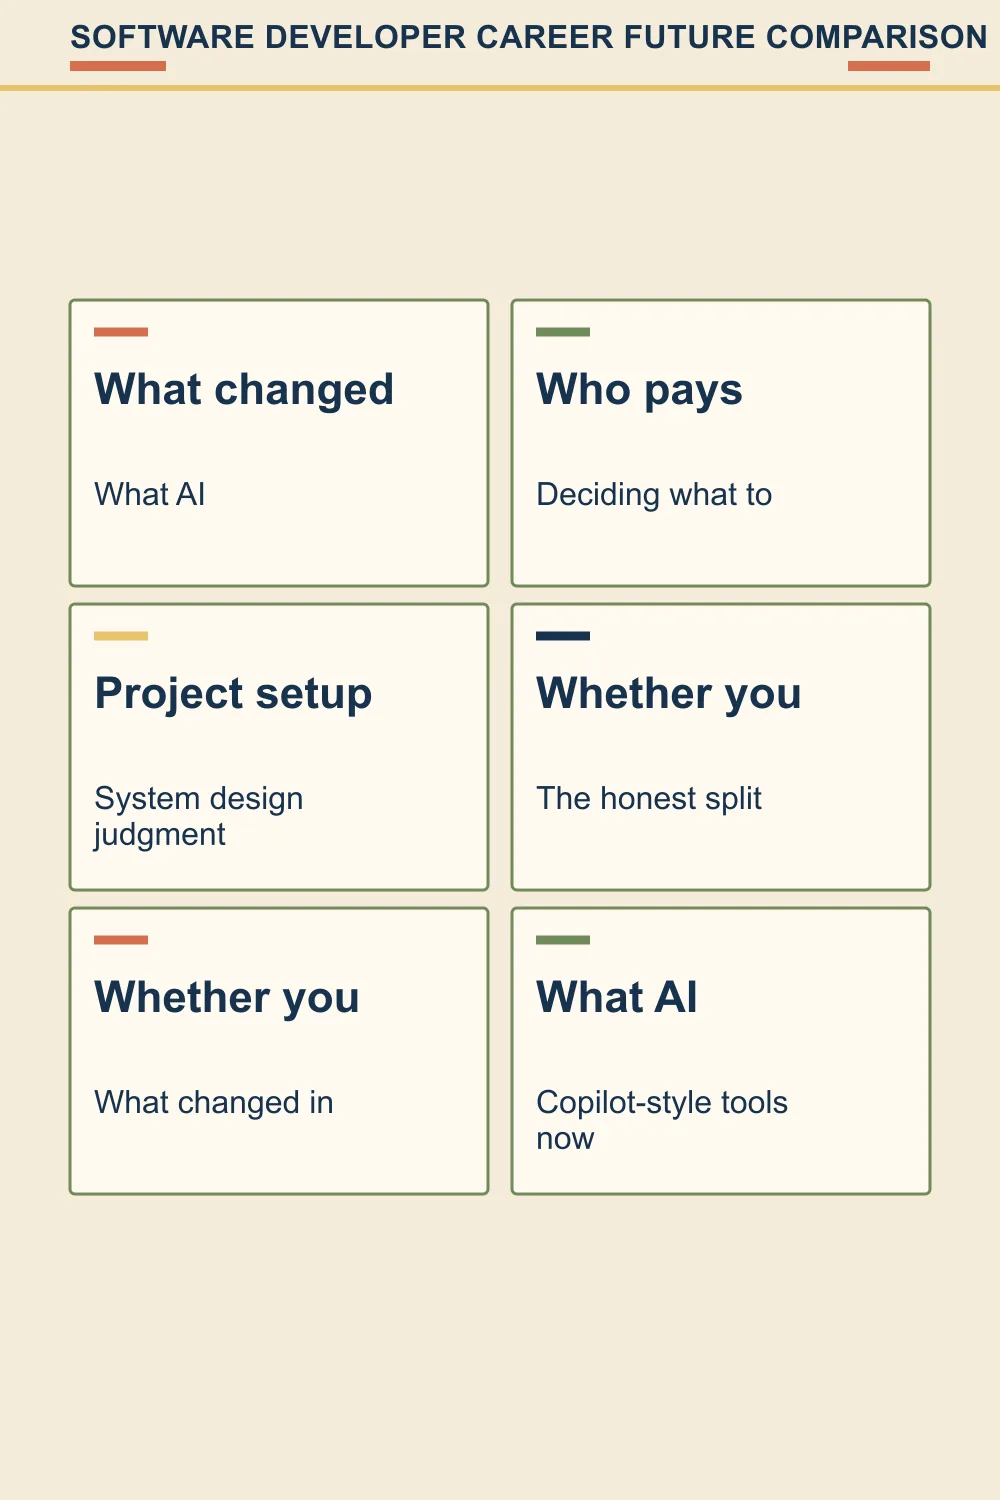 SOFTWARE DEVELOPER CAREER FUTURE COMPARISON
What changed
What AI
Who pays
Deciding what to
Project setup
System design
judgment
Whether you
The honest split
Whether you
What changed in
What AI
Copilot-style tools
now